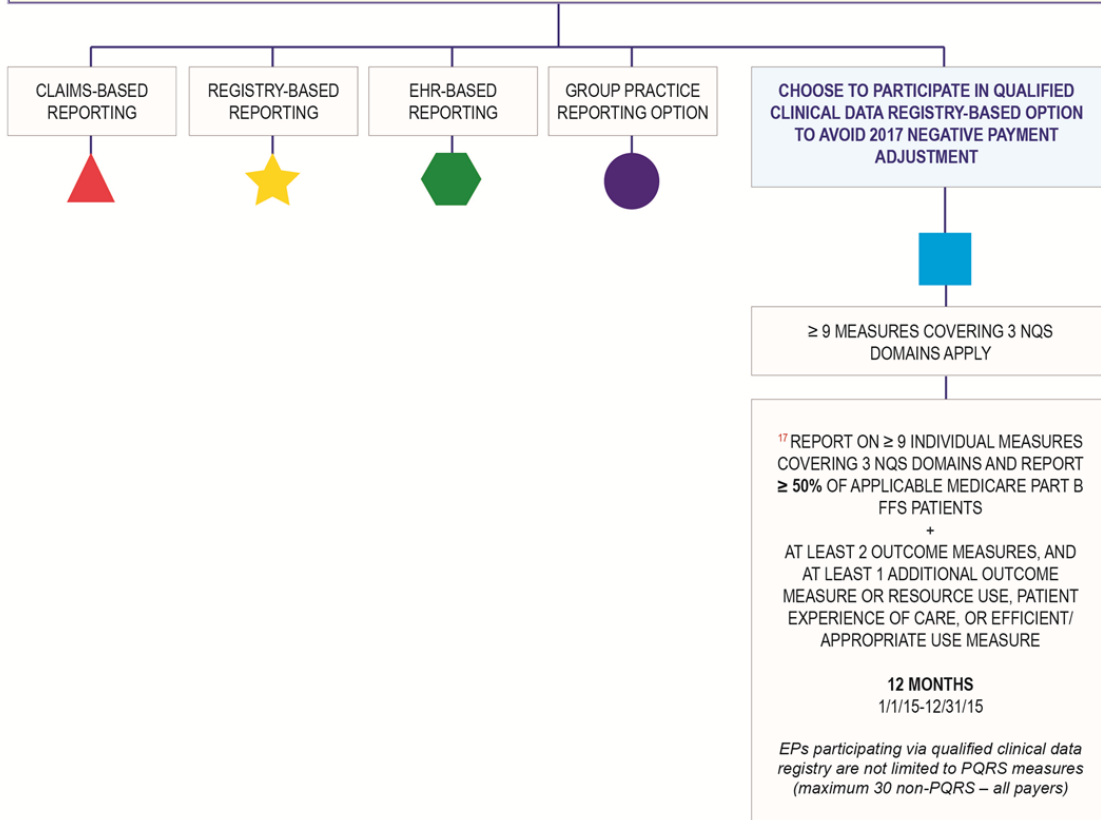 CLAIMS-BASED
REPORTING
REGISTRY-BASED
REPORTING
EHR-BASED
REPORTING
GROUP PRACTICE
REPORTING OPTION
CHOOSE TO PARTICIPATE IN QUALIFIED
CLINICAL DATA REGISTRY-BASED OPTION
TO AVOID 2017 NEGATIVE PAYMENT
ADJUSTMENT
≥ 9 MEASURES COVERING 3 NQS
DOMAINS APPLY
17 REPORT ON ≥ 9 INDIVIDUAL MEASURES
COVERING 3 NQS DOMAINS AND REPORT
≥ 50% OF APPLICABLE MEDICARE PART B
FFS PATIENTS
+
AT LEAST 2 OUTCOME MEASURES, AND
AT LEAST 1 ADDITIONAL OUTCOME
MEASURE OR RESOURCE USE, PATIENT
EXPERIENCE OF CARE, OR EFFICIENT/
APPROPRIATE USE MEASURE
12 MONTHS
1/1/15-12/31/15
EPs participating via qualified clinical data
registry are not limited to PQRS measures
(maximum 30 non-PQRS – all payers)